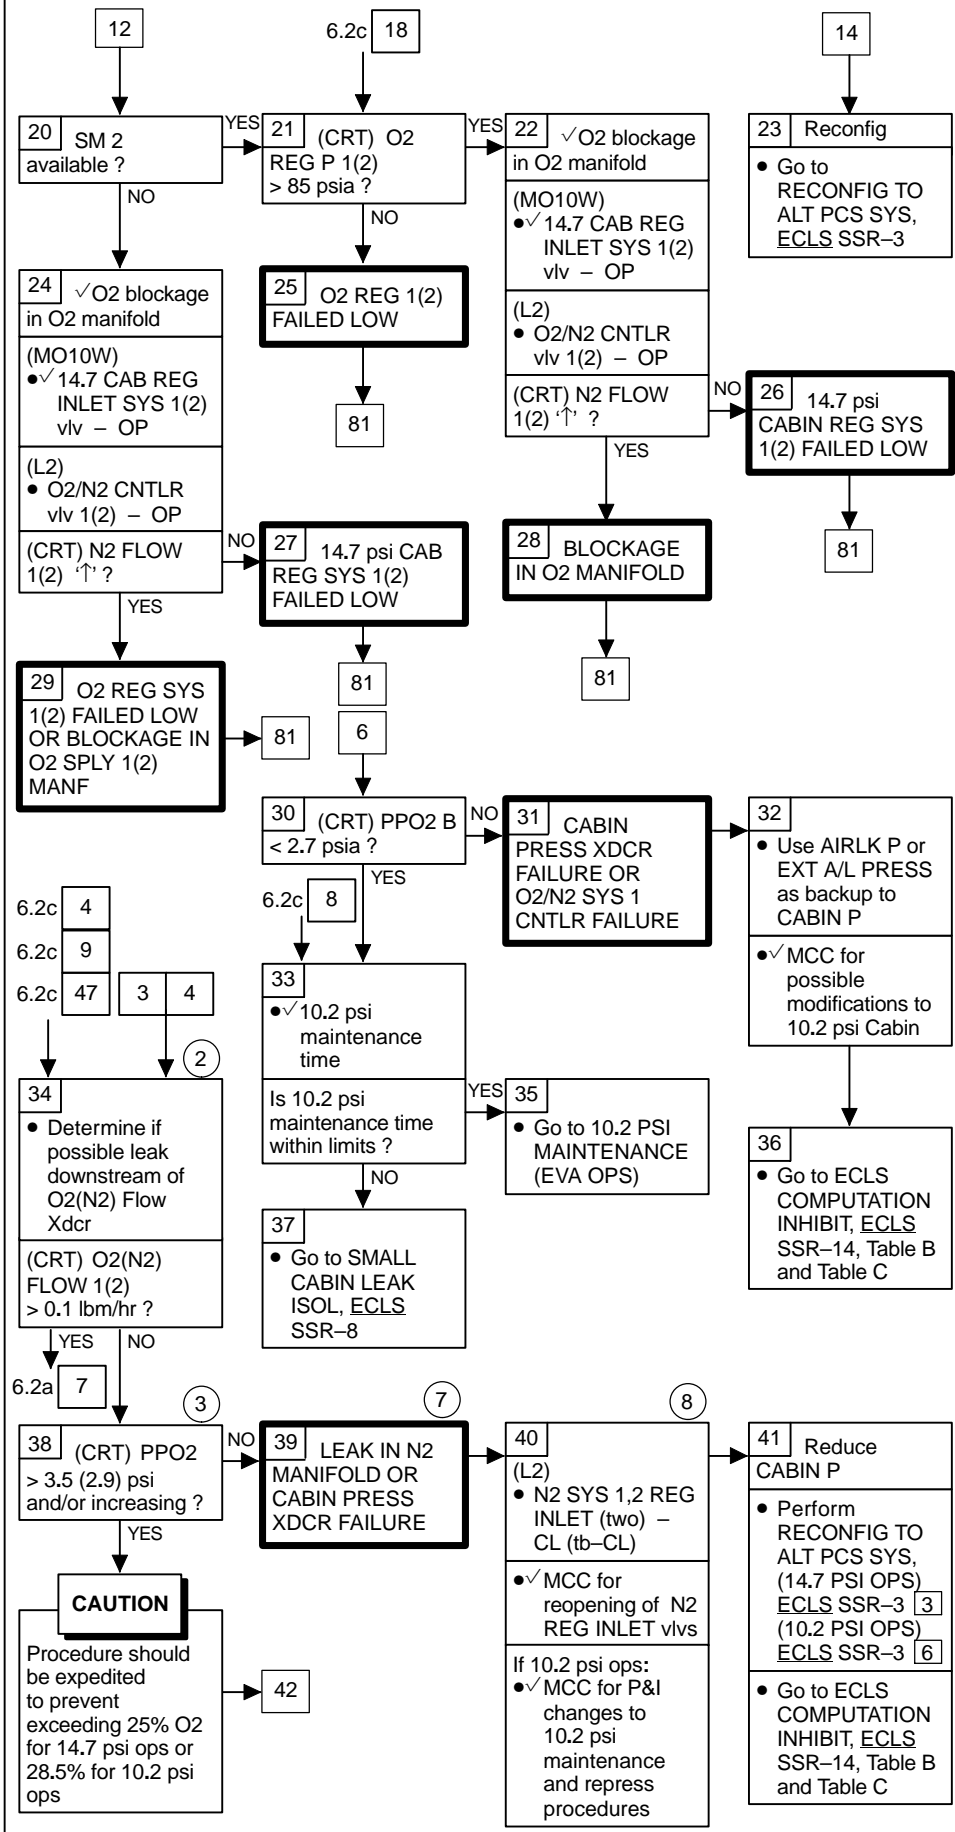 12
6.2c 18
14
20 SM 2
available ?
YES
NO
21 (CRT) O2
REG P 1(2)
> 85 psia ?
YES
NO
22 √O2 blockage
in O2 manifold
(MO10W)
●√14.7 CAB REG
INLET SYS 1(2)
vlv – OP
(L2)
● O2/N2 CNTLR
vlv 1(2) – OP
(CRT) N2 FLOW
1(2) ‘↑’ ?
NO
YES
23 Reconfig
● Go to
RECONFIG TO
ALT PCS SYS,
ECLS SSR–3
24 √O2 blockage
in O2 manifold
(MO10W)
●√14.7 CAB REG
INLET SYS 1(2)
vlv – OP
(L2)
● O2/N2 CNTLR
vlv 1(2) – OP
(CRT) N2 FLOW
1(2) ‘↑’ ?
NO
YES
25 O2 REG 1(2)
FAILED LOW
81
26 14.7 psi
CABIN REG SYS
1(2) FAILED LOW
81
27 14.7 psi CAB
REG SYS 1(2)
FAILED LOW
81
28 BLOCKAGE
IN O2 MANIFOLD
81
29 O2 REG SYS
1(2) FAILED LOW
OR BLOCKAGE IN
O2 SPLY 1(2)
MANF
81
6
30 (CRT) PPO2 B
< 2.7 psia ?
NO
YES
31 CABIN
PRESS XDCR
FAILURE OR
O2/N2 SYS 1
CNTLR FAILURE
32
● Use AIRLK P or
EXT A/L PRESS
as backup to
CABIN P
●√MCC for
possible
modifications to
10.2 psi Cabin
6.2c 8
33
●√10.2 psi
maintenance
time
Is 10.2 psi
maintenance time
within limits ?
YES
NO
6.2c 4
6.2c 9
6.2c 47
3 4
2
34
● Determine if
possible leak
downstream of
O2(N2) Flow
Xdcr
(CRT) O2(N2)
FLOW 1(2)
> 0.1 lbm/hr ?
YES
NO
6.2a 7
35
● Go to 10.2 PSI
MAINTENANCE
(EVA OPS)
36
● Go to ECLS
COMPUTATION
INHIBIT, ECLS
SSR–14, Table B
and Table C
37
● Go to SMALL
CABIN LEAK
ISOL, ECLS
SSR–8
3
38 (CRT) PPO2
> 3.5 (2.9) psi
and/or increasing ?
NO
YES
7
39 LEAK IN N2
MANIFOLD OR
CABIN PRESS
XDCR FAILURE
8
40
(L2)
● N2 SYS 1,2 REG
INLET (two) –
CL (tb–CL)
●√MCC for
reopening of N2
REG INLET vlvs
If 10.2 psi ops:
●√MCC for P&I
changes to
10.2 psi
maintenance
and repress
procedures
41 Reduce
CABIN P
● Perform
RECONFIG TO
ALT PCS SYS,
(14.7 PSI OPS)
ECLS SSR–3 3
(10.2 PSI OPS)
ECLS SSR–3 6
● Go to ECLS
COMPUTATION
INHIBIT, ECLS
SSR–14, Table B
and Table C
CAUTION
Procedure should
be expedited
to prevent
exceeding 25% O2
for 14.7 psi ops or
28.5% for 10.2 psi
ops
42